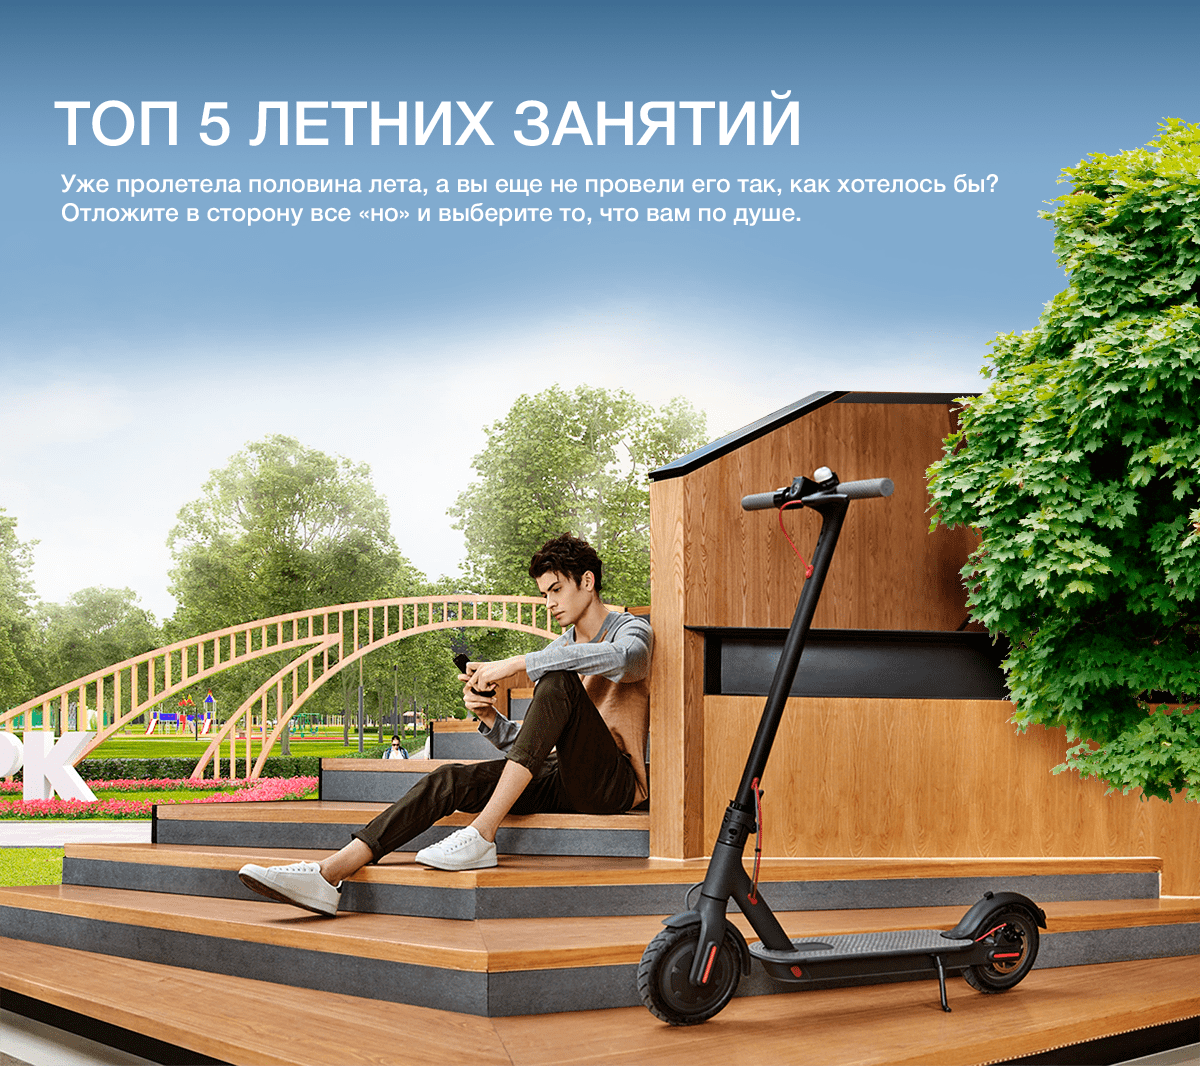 ТОП 5 ЛЕТНИХ ЗАНЯТИЙ
Уже пролетела половина лета, а вы еще не провели его так, как хотелось бы?
Отложите в сторону все «но» и выберите то, что вам по душе.
РК